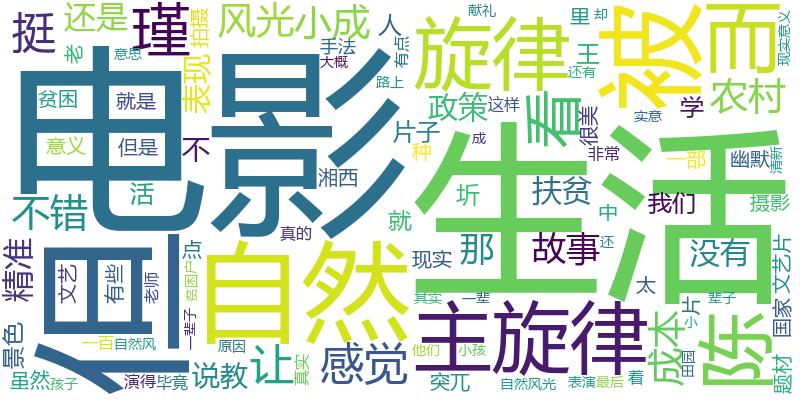 电影
生活
但
自然
主旋律
旋律
被
而
陈
看
感觉
瑾
挺
还是
风光
小成
人
里
却
现实意义
献礼
王
还有
手法
有点
大概
路上
老
意思
表现
拍摄
贫困
就是
意义
但是
不
片子
政策
这样
很美
实意
学
农村
非常
种
成
一部
幽默
清新
活
湘西
圻
扶贫
中
我们
摄影
不错
就
那
故事
还
没有
真的
现实
太
辈子
其实
一辈
精准
文艺
有些
老师
点
贫困户
一辈子
片
小
国家
文艺片
成本
题材
景色
一百
自然风
原因
让
真实
他们
小孩
田园
虽然
孩子
演得
毕竟
说教
突兀
自然风光
表演
最后
着